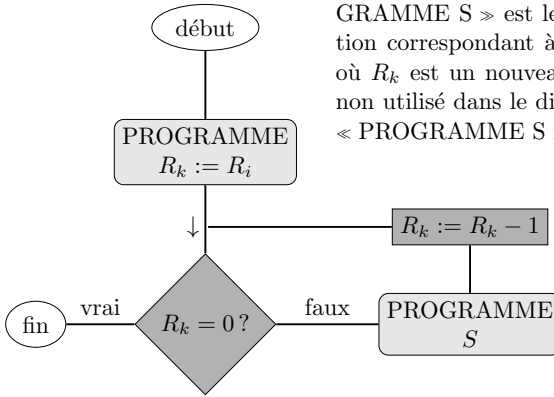 GRAMME S » est le
tion correspondant à
où R_k est un nouvea
non utilisé dans le di
« PROGRAMME S
début
PROGRAMME
R_k := R_i
↓
R_k := R_k − 1
fin
vrai
R_k = 0 ?
faux
PROGRAMME
S